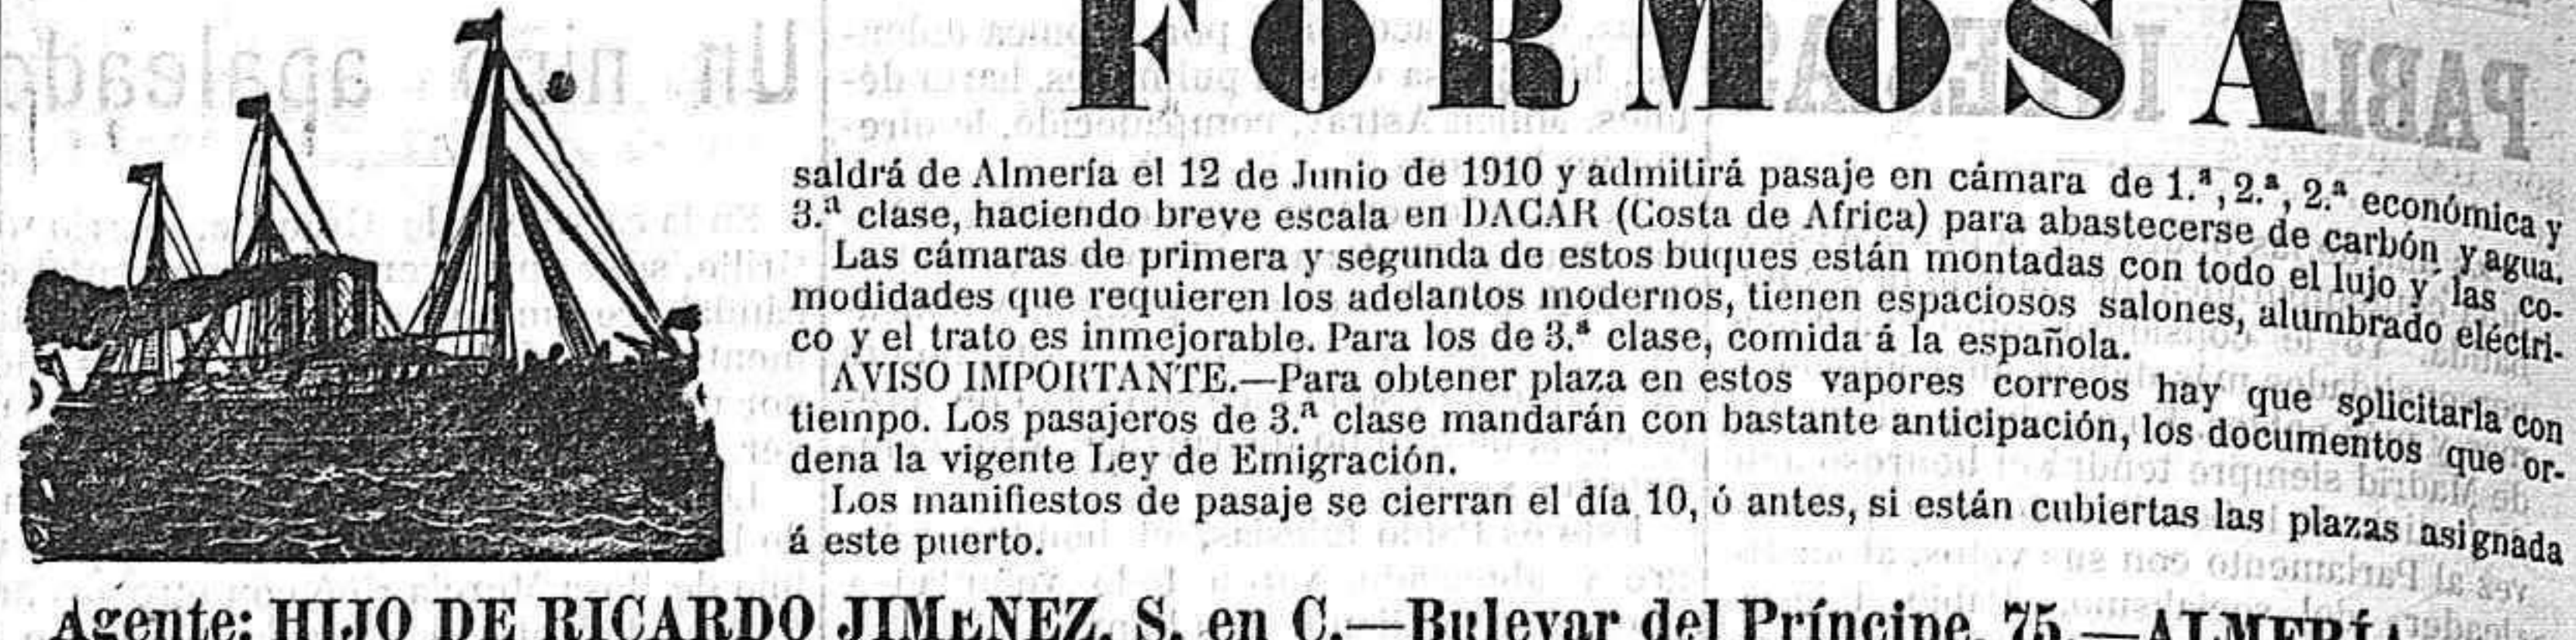 FORMOSA
saldrá de Almería el 12 de Junio de 1910 y admitirá pasaje en cámara de 1.ª, 2.ª, 2.ª económica y
3.ª clase, haciendo breve escala en DACAR (Costa de Africa) para abastecerse de carbón y agua.
Las cámaras de primera y segunda de estos buques están montadas con todo el lujo y las co-
modidades que requieren los adelantos modernos, tienen espaciosos salones, alumbrado eléctri-
co y el trato es inmejorable. Para los de 3.ª clase, comida á la española.
AVISO IMPORTANTE.—Para obtener plaza en estos vapores correos hay que solicitarla con
tiempo. Los pasajeros de 3.ª clase mandarán con bastante anticipación, los documentos que or-
dena la vigente Ley de Emigración.
Los manifiestos de pasaje se cierran el día 10, ó antes, si están cubiertas las plazas asignada
á este puerto.
Agente: HIJO DE RICARDO JIMENEZ, S. en C.—Bulevar del Príncipe, 75.—ALMERÍA